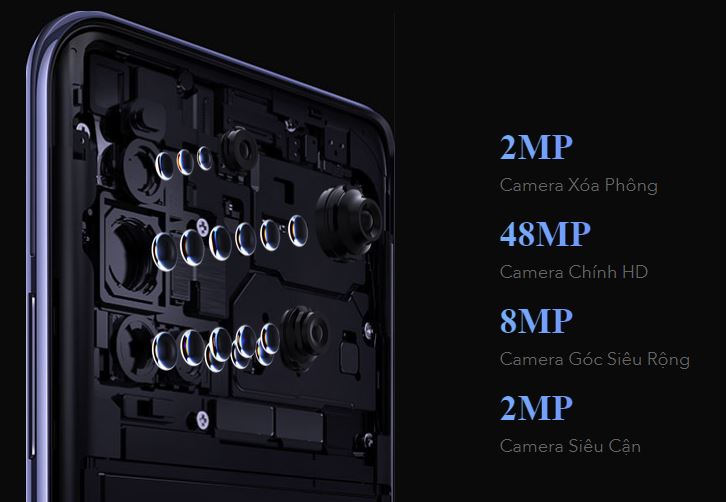 2MP
Camera Xóa Phông
48MP
Camera Chính HD
8MP
Camera Góc Siêu Rộng
2MP
Camera Siêu Cận